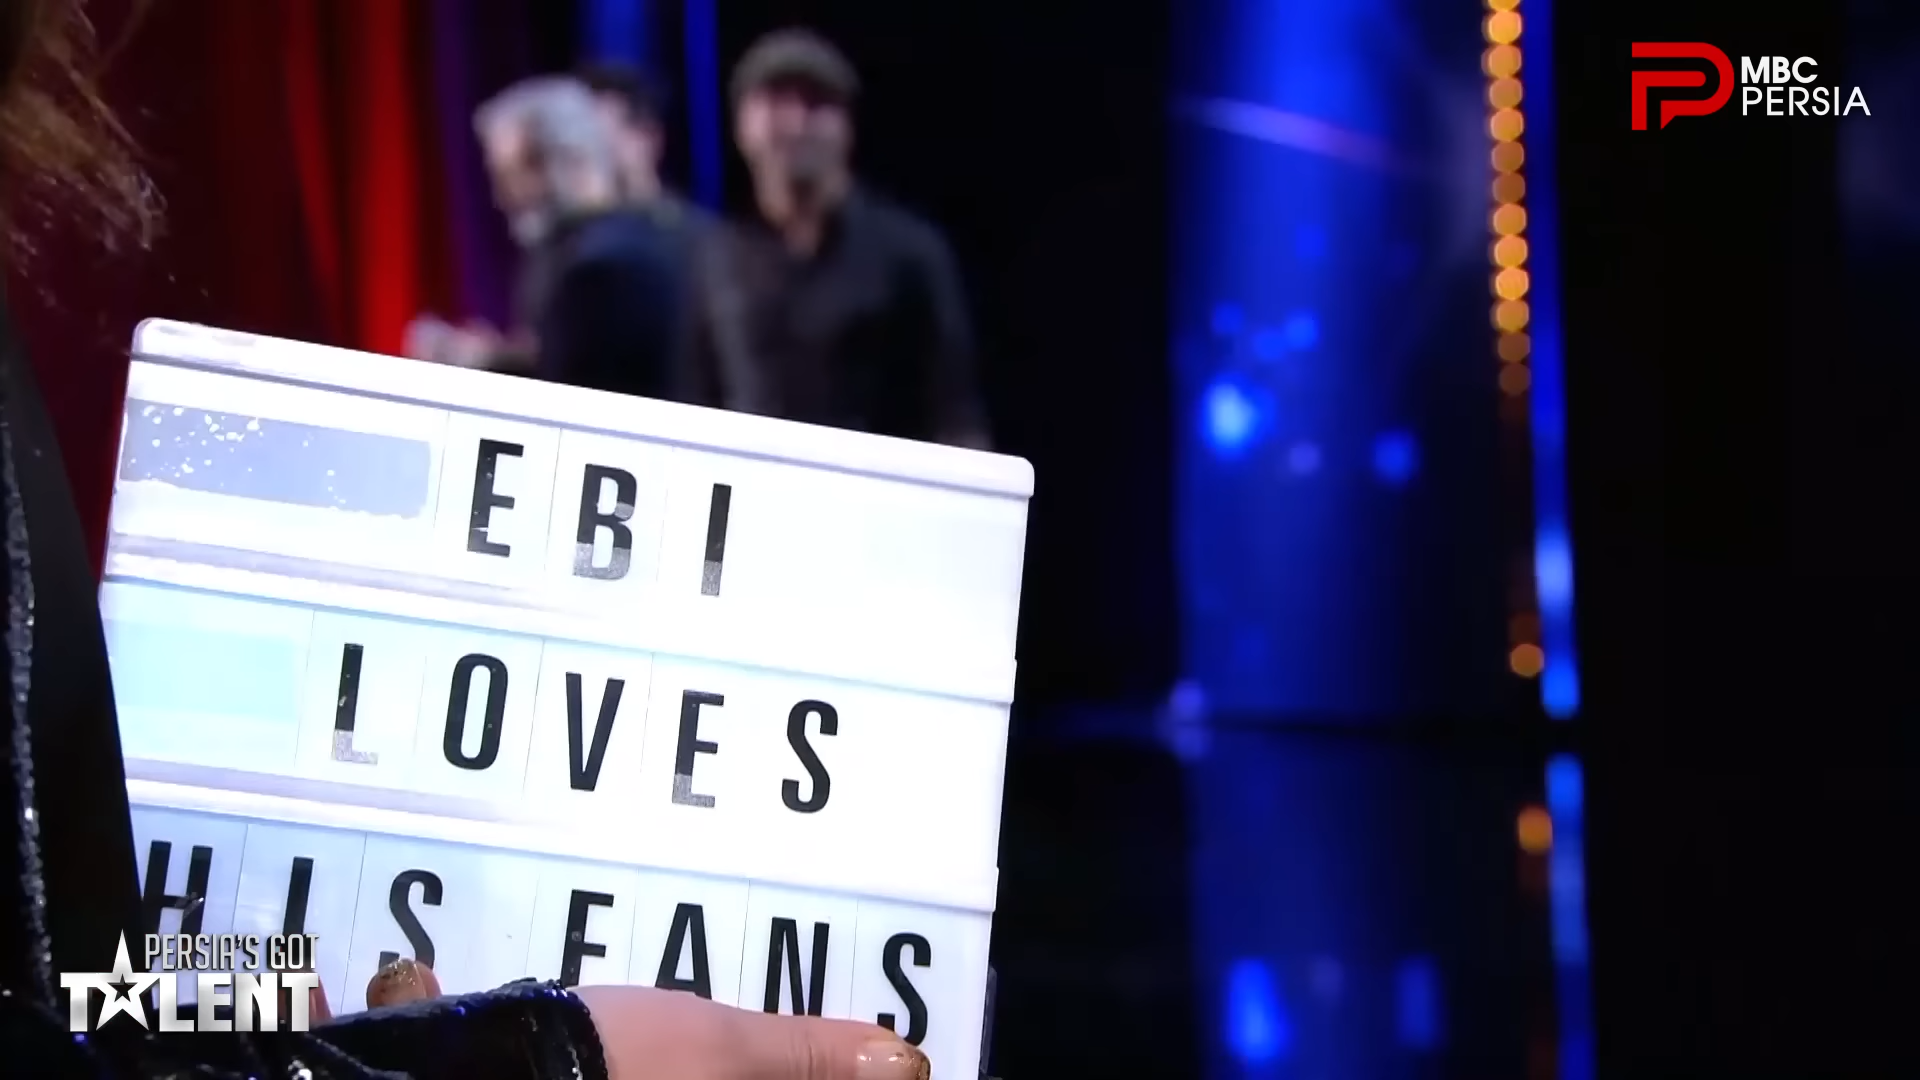 MBC
PERSIA
EBI
LOVES
HIS FANS
PERSIA'S GOT
TALENT